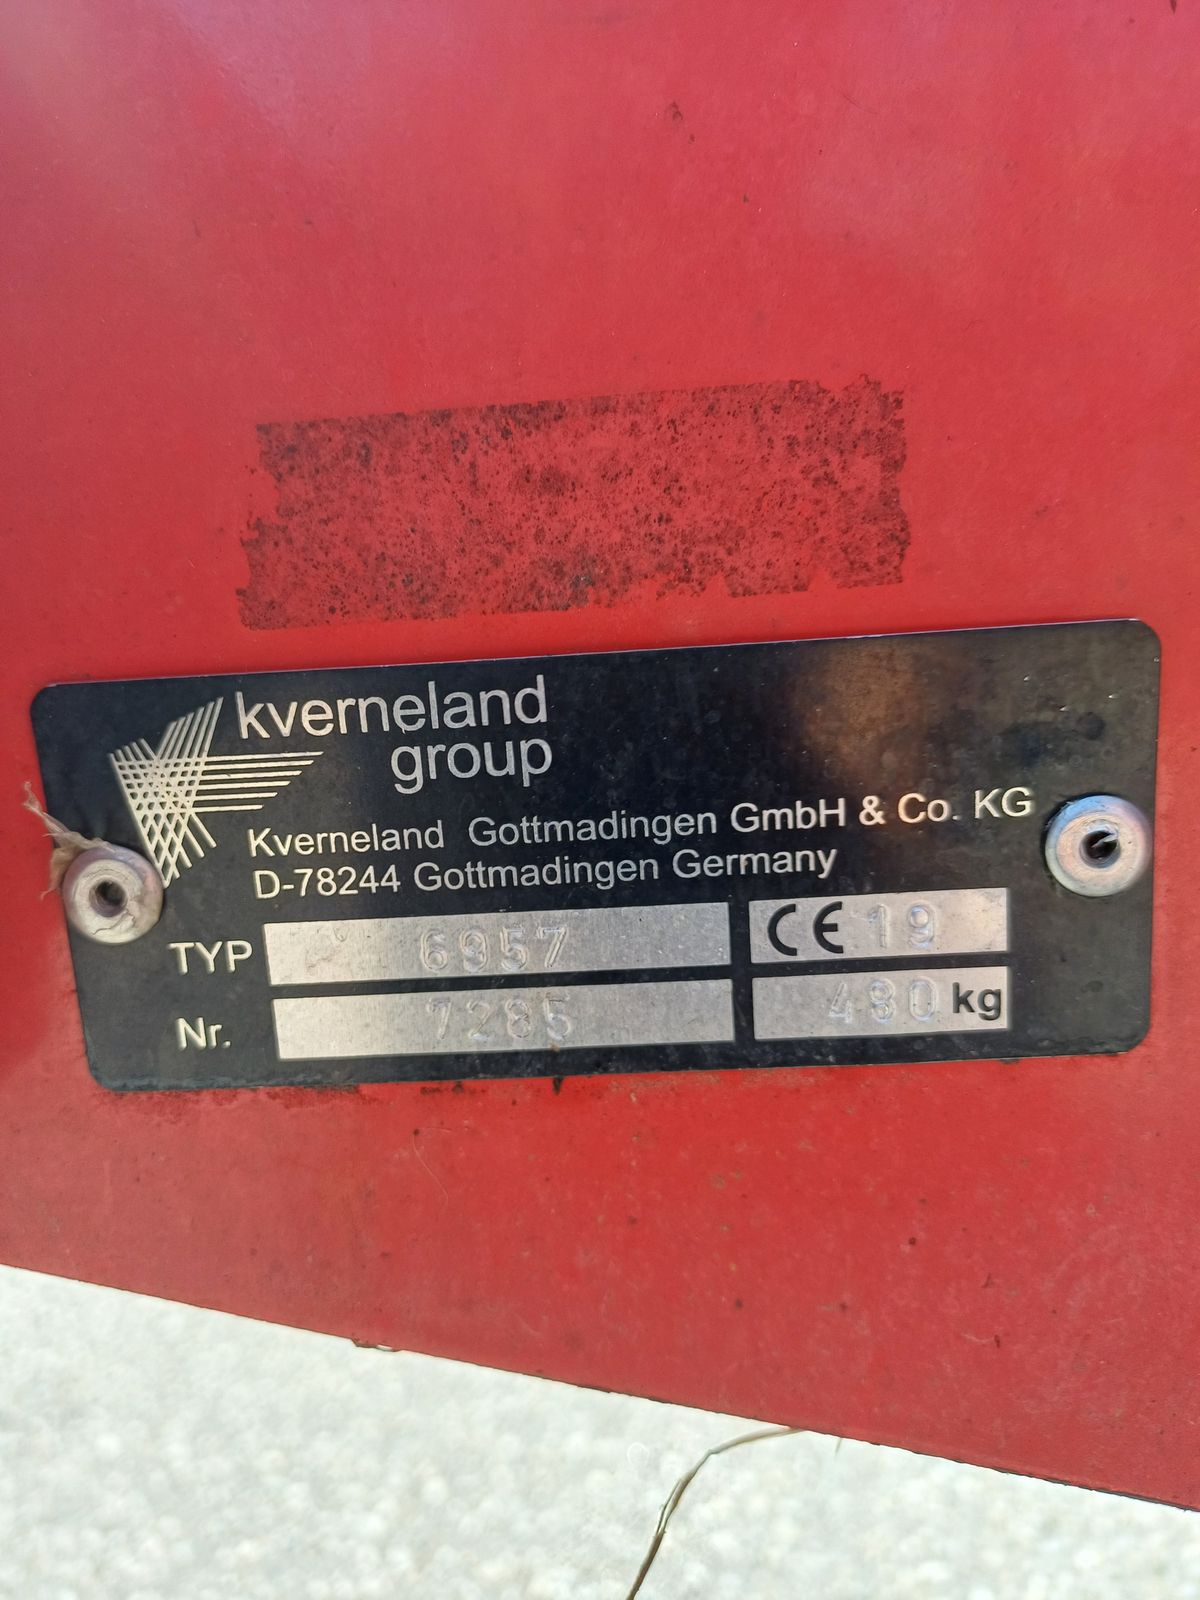 kverneland
group
Kverneland Gottmadingen GmbH & Co. KG
D-78244 Gottmadingen Germany
TYP 6957 CE 19
Nr. 7285 480 kg